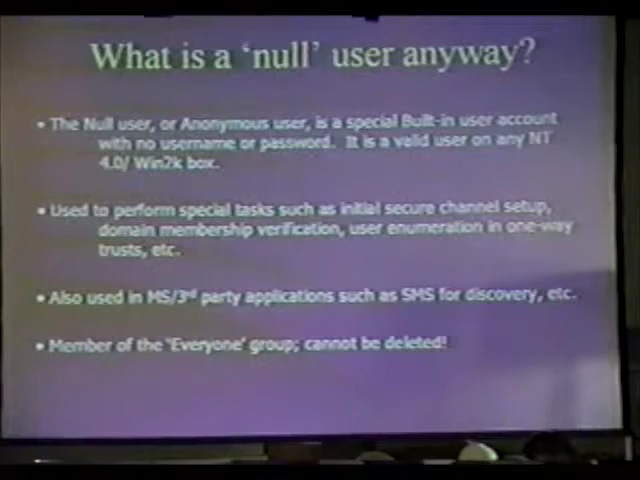 What is a 'null' user anyway?
• The Null user, or Anonymous user, is a special Built-in user account
with no username or password. It is a valid user on any NT
4.0/ Win2k box.
• Used to perform special tasks such as initial secure channel setup,
domain membership verification, user enumeration in one-way
trusts, etc.
• Also used in MS/3rd party applications such as SMS for discovery, etc.
• Member of the 'Everyone' group; cannot be deleted!